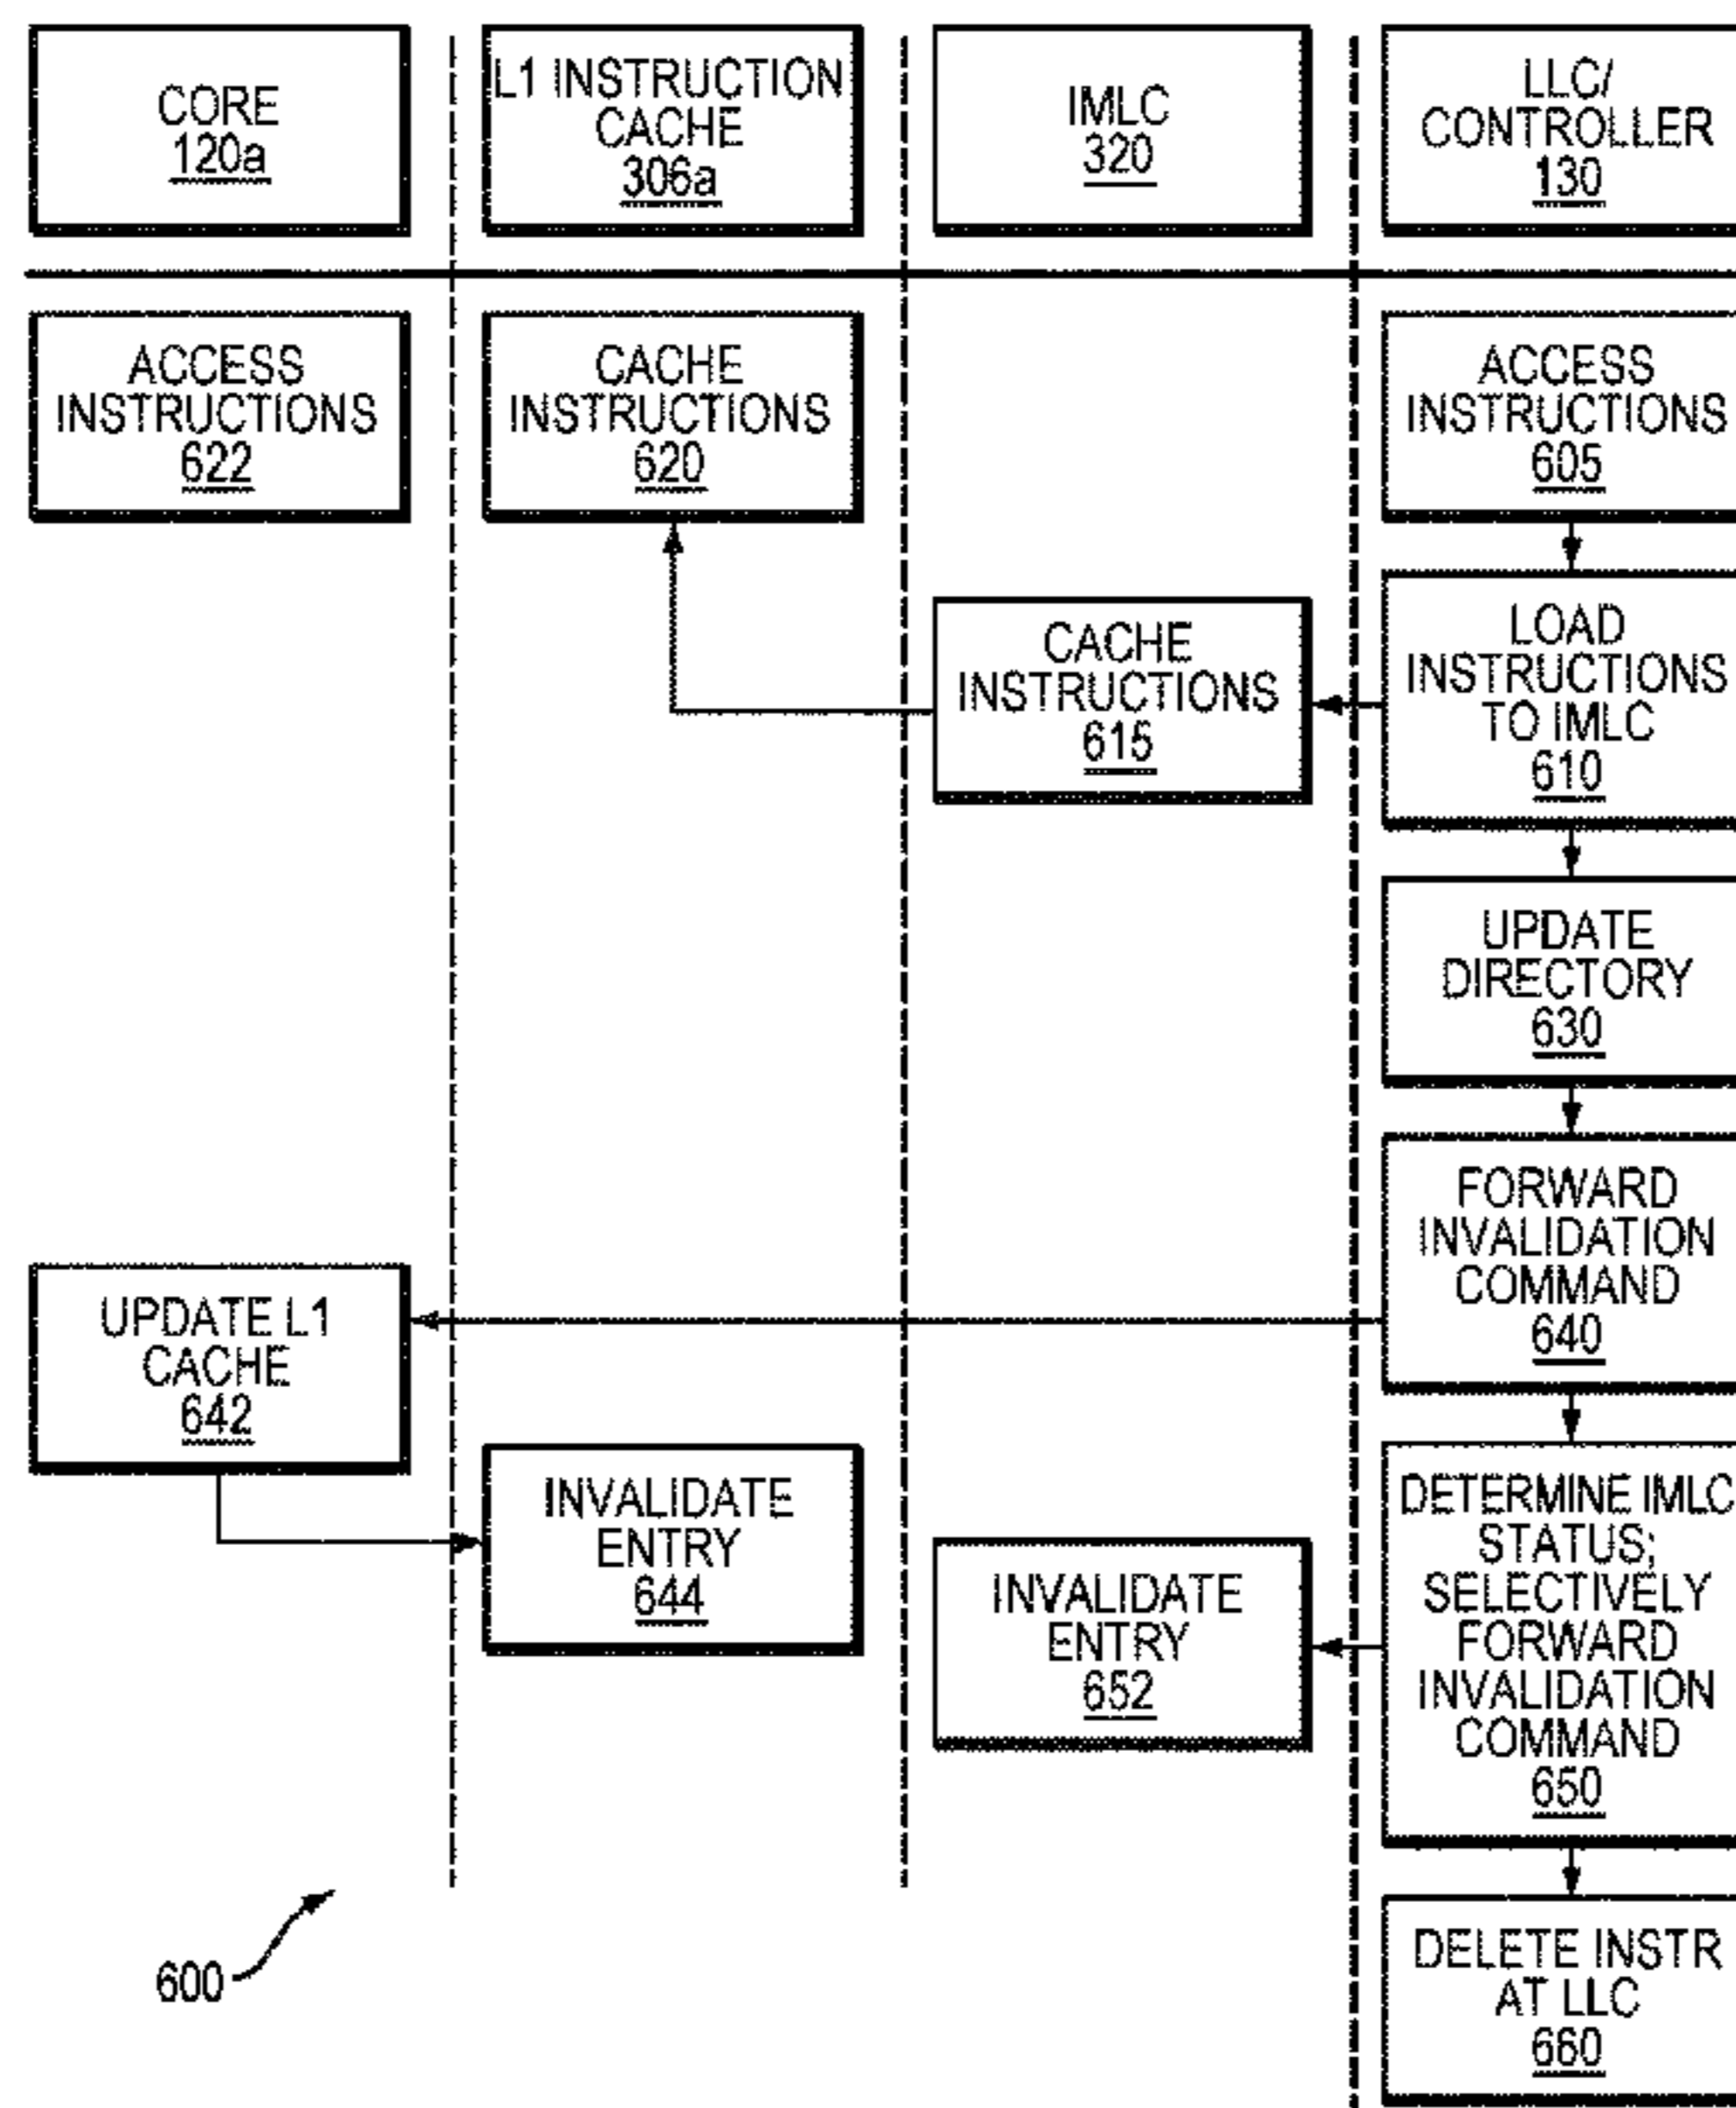 CORE
120a
L1 INSTRUCTION
CACHE
306a
IMLC
320
LLC/
CONTROLLER
130
ACCESS
INSTRUCTIONS
622
CACHE
INSTRUCTIONS
620
ACCESS
INSTRUCTIONS
605
CACHE
INSTRUCTIONS
615
LOAD
INSTRUCTIONS
TO IMLC
610
UPDATE
DIRECTORY
630
FORWARD
INVALIDATION
COMMAND
640
UPDATE L1
CACHE
642
INVALIDATE
ENTRY
644
INVALIDATE
ENTRY
652
DETERMINE IMLC
STATUS;
SELECTIVELY
FORWARD
INVALIDATION
COMMAND
650
DELETE INSTR
AT LLC
660
600